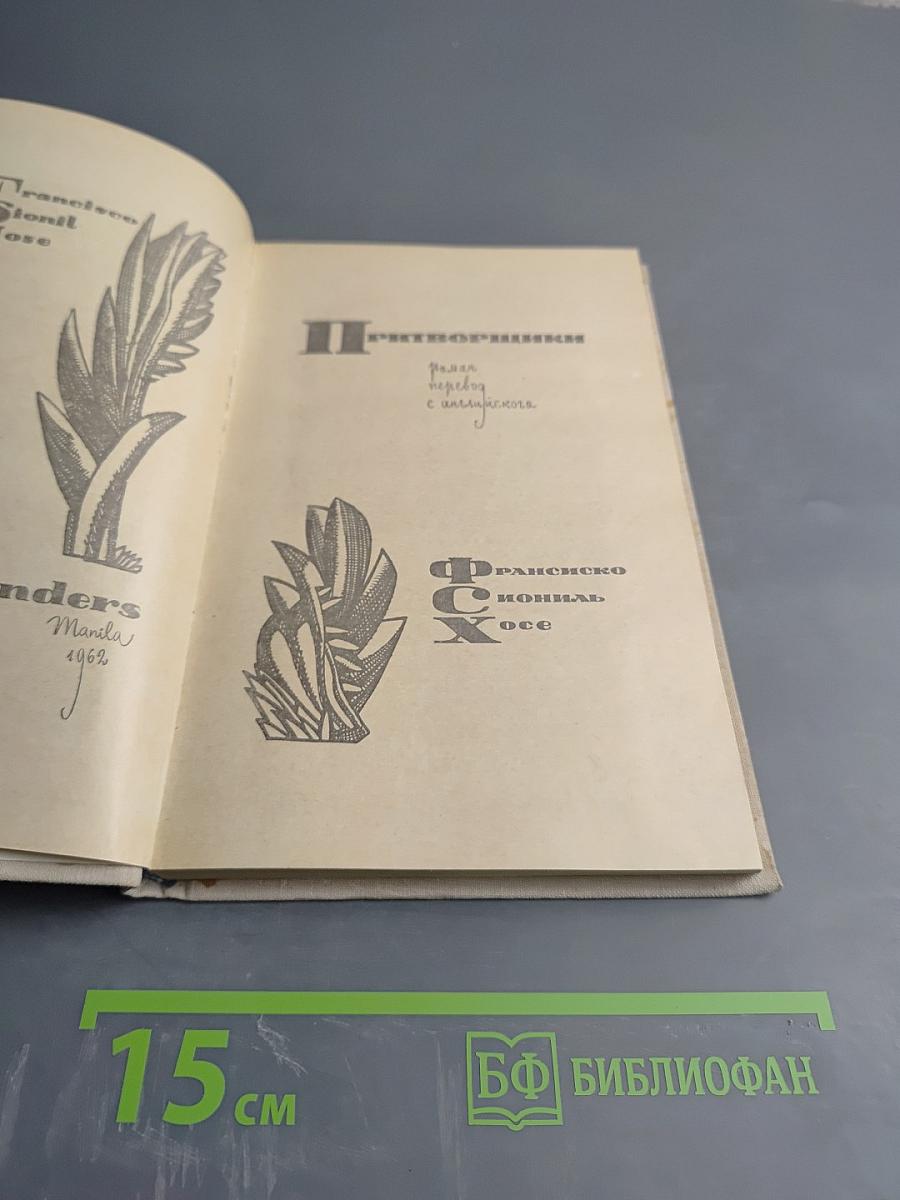 Francisco
Sionil
Jose
nders
Manila
1962
Притворщики
роман
перевод
с английского
Франсиско
Сиониль
Хосе
15 см
БФ БИБЛИОФАН